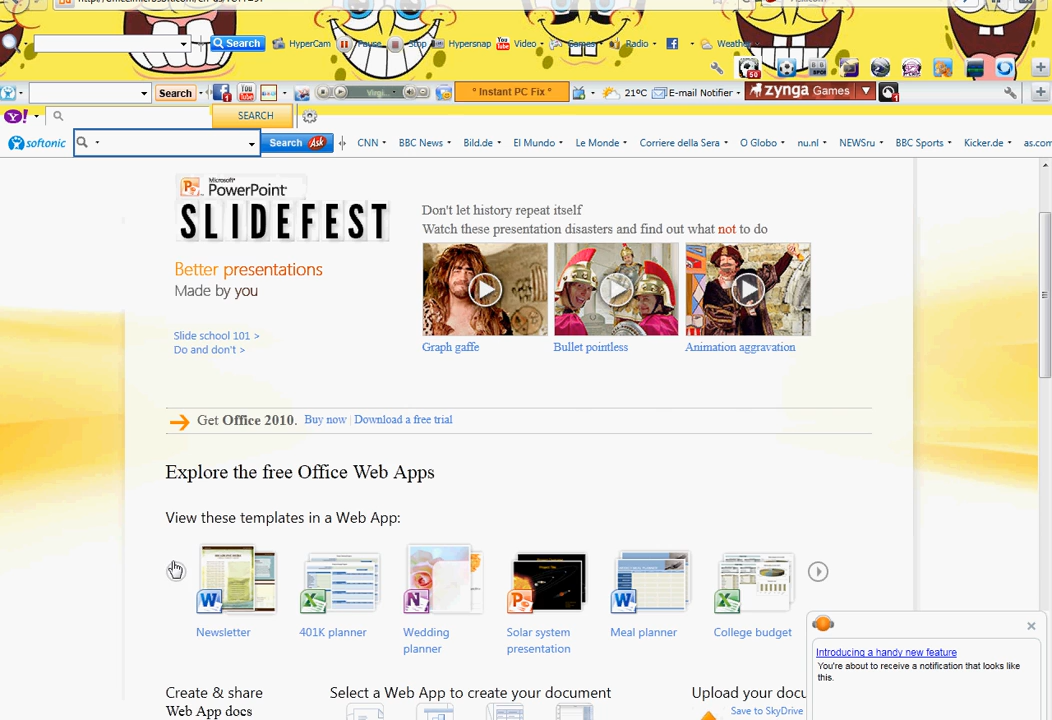 Search HyperCam Pause Stop Hypersnap Video Games Radio Weather
50
Search Virgi... ° Instant PC Fix ° 21°C E-mail Notifier zynga Games
Y! SEARCH
softonic Search Ask CNN BBC News Bild.de El Mundo Le Monde Corriere della Sera O Globo nu.nl NEWSru BBC Sports Kicker.de as.com
Microsoft®
PowerPoint®
SLIDEFEST
Don't let history repeat itself
Watch these presentation disasters and find out what not to do
Better presentations
Made by you
Slide school 101 >
Do and don't >
Graph gaffe Bullet pointless Animation aggravation
Get Office 2010. Buy now | Download a free trial
Explore the free Office Web Apps
View these templates in a Web App:
Newsletter 401K planner Wedding planner Solar system presentation Meal planner College budget
Introducing a handy new feature
You're about to receive a notification that looks like
this.
Create & share
Web App docs
Select a Web App to create your document
Upload your docu
Save to SkyDrive